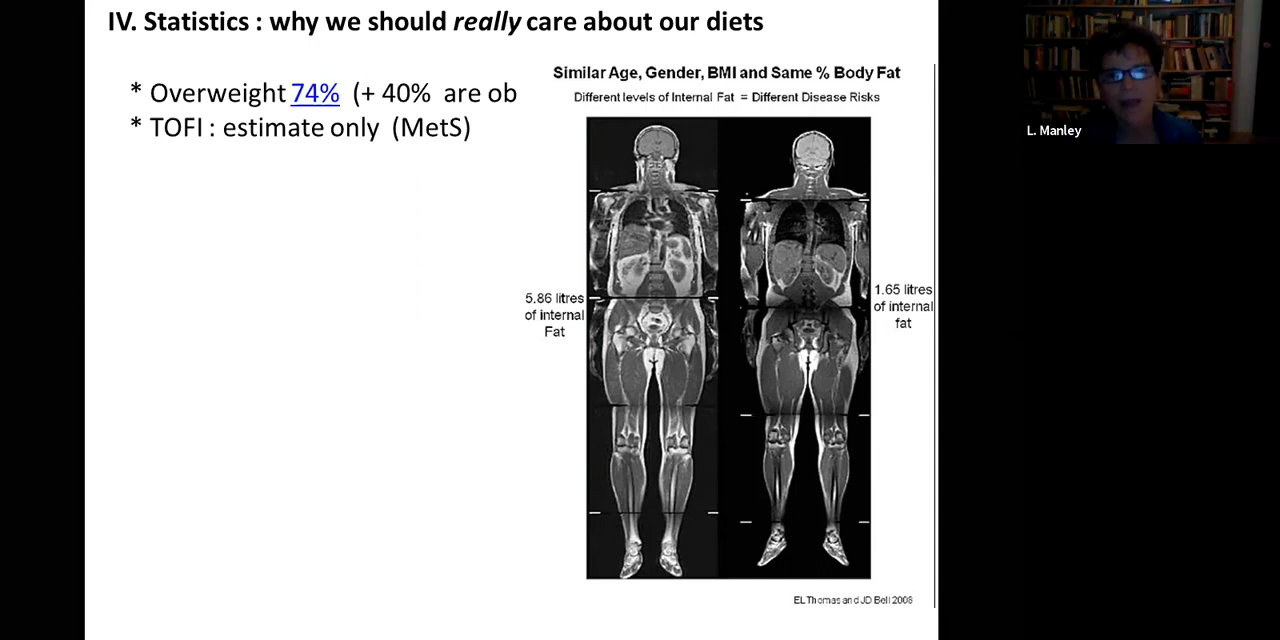 IV. Statistics : why we should really care about our diets
* Overweight 74% (+ 40% are ob
* TOFI : estimate only (MetS)
Similar Age, Gender, BMI and Same % Body Fat
Different levels of Internal Fat = Different Disease Risks
5.86 litres
of internal
Fat
1.65 litres
of internal
fat
EL Thomas and JD Bell 2008
L. Manley